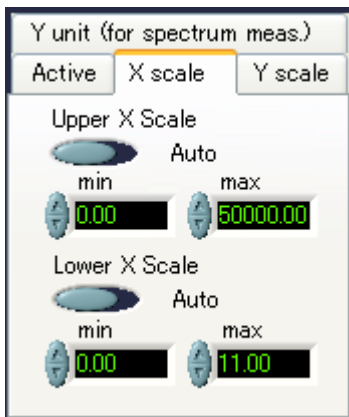 Y unit (for spectrum meas.)
Active X scale Y scale
Upper X Scale
Auto
min max
0.00 50000.00
Lower X Scale
Auto
min max
0.00 11.00